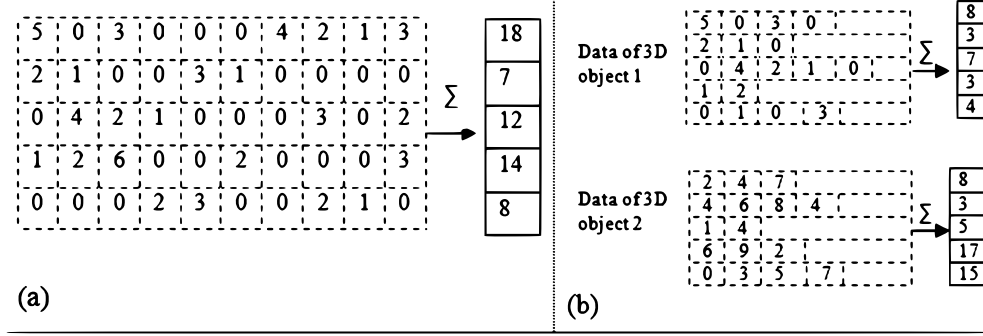 5 0 3 0 0 0 4 2 1 3
2 1 0 0 3 1 0 0 0 0
0 4 2 1 0 0 0 3 0 2
1 2 6 0 0 2 0 0 0 3
0 0 0 2 3 0 0 2 1 0
Σ
18
7
12
14
8
(a)
Data of 3D
object 1
5 0 3 0
2 1 0
0 4 2 1 0
1 2
0 1 0 3
Σ
8
3
7
3
4
Data of 3D
object 2
2 4 7
4 6 8 4
1 4
6 9 2
0 3 5 7
Σ
8
3
5
17
15
(b)